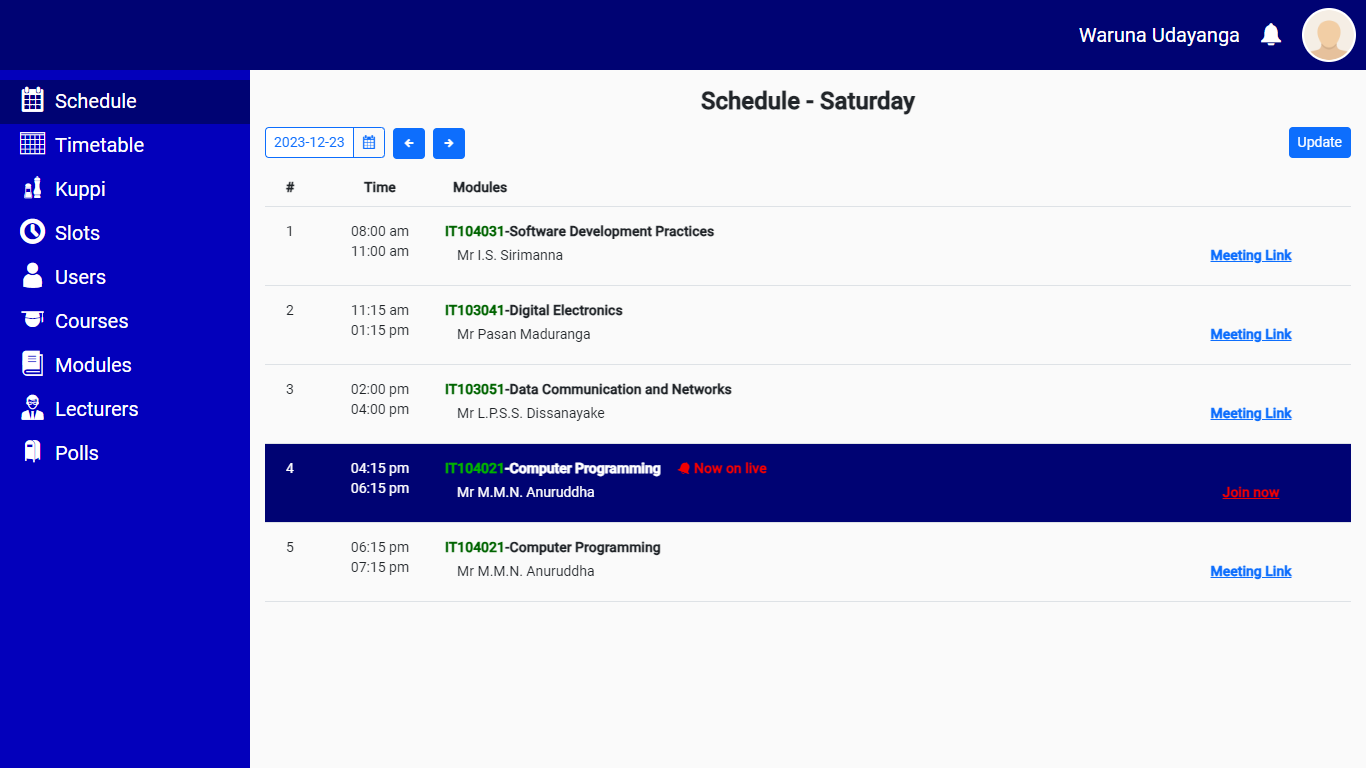 Waruna Udayanga
Schedule
Timetable
Kuppi
Slots
Users
Courses
Modules
Lecturers
Polls
Schedule - Saturday
2023-12-23
Update
# Time Modules
1 08:00 am IT104031-Software Development Practices
11:00 am Mr I.S. Sirimanna Meeting Link
2 11:15 am IT103041-Digital Electronics
01:15 pm Mr Pasan Maduranga Meeting Link
3 02:00 pm IT103051-Data Communication and Networks
04:00 pm Mr L.P.S.S. Dissanayake Meeting Link
4 04:15 pm IT104021-Computer Programming Now on live
06:15 pm Mr M.M.N. Anuruddha Join now
5 06:15 pm IT104021-Computer Programming
07:15 pm Mr M.M.N. Anuruddha Meeting Link